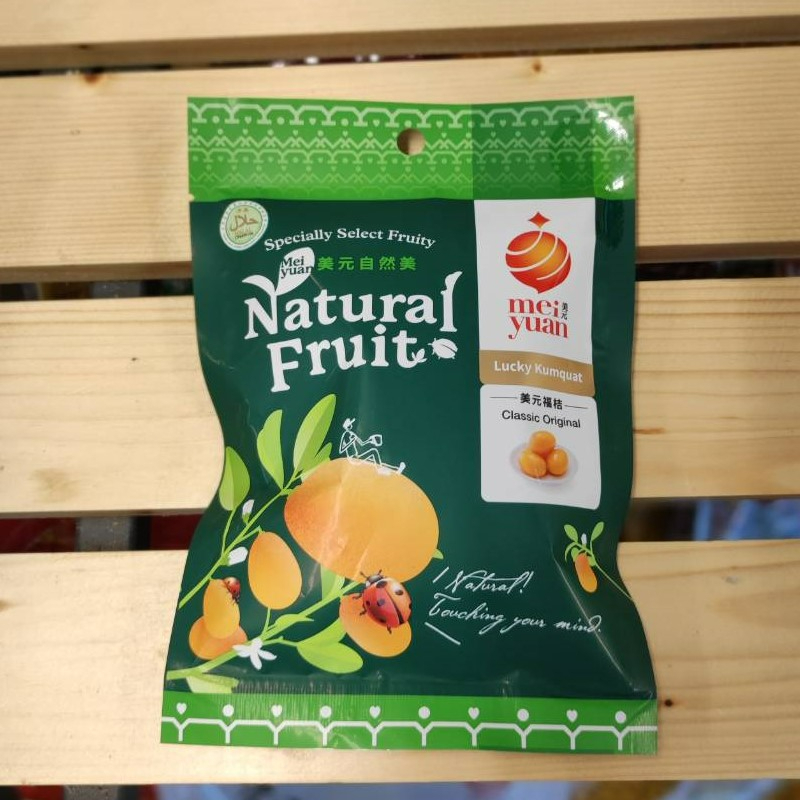 حلال
Specially Select Fruity
Mei
yuan
美元自然美
Natural
Fruit
mei
yuan
美元
Lucky Kumquat
美元福桔
Classic Original
Natural!
Touching your mind.